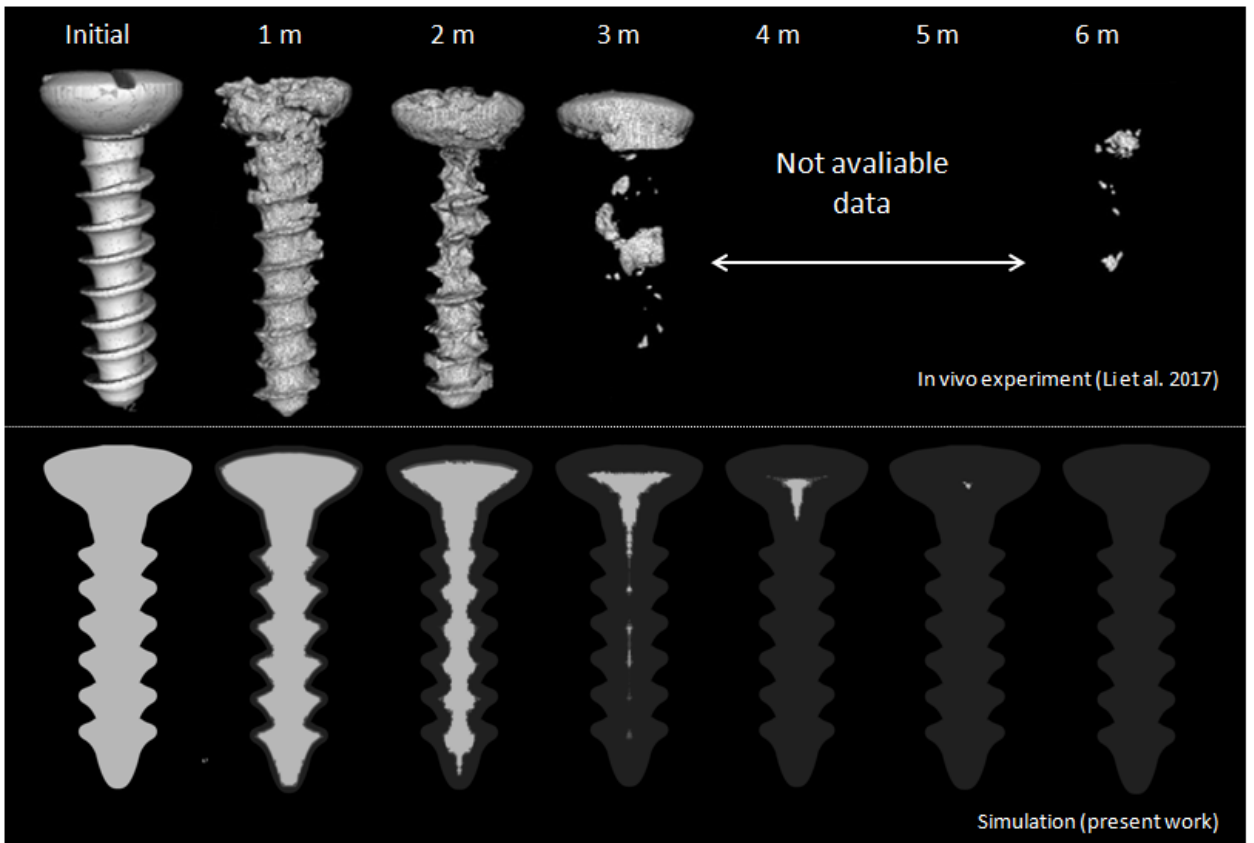 Initial 1 m 2 m 3 m 4 m 5 m 6 m
Not avaliable
data
In vivo experiment (Li et al. 2017)
Simulation (present work)